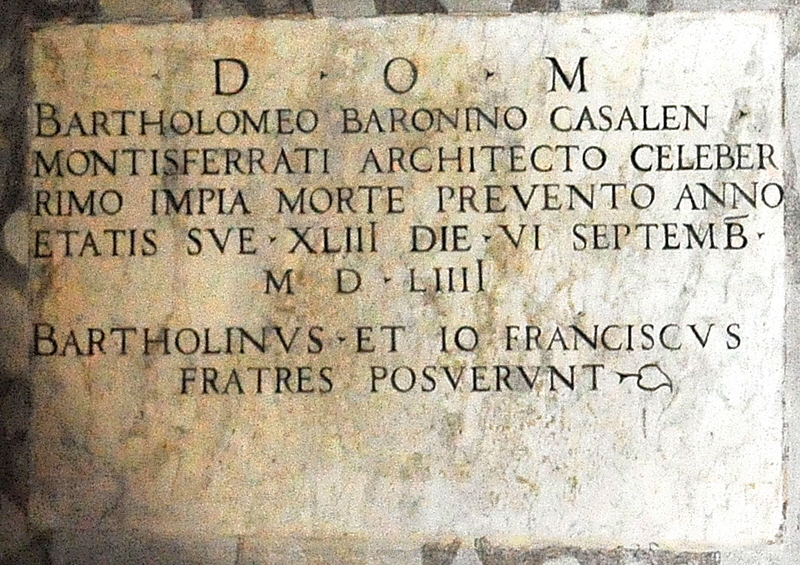 D · O · M
BARTHOLOMEO BARONINO CASALEN ·
MONTISFERRATI ARCHITECTO CELEBER
RIMO IMPIA MORTE PREVENTO ANNO
ETATIS SVE · XLIII DIE · VI SEPTEMB̅ ·
M D · LIIII
BARTHOLINVS · ET IO FRANCISCVS
FRATRES POSVERVNT